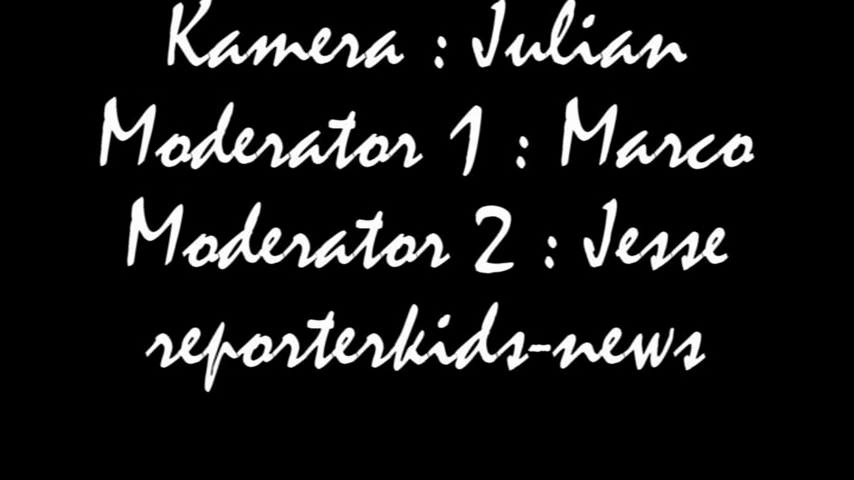 Kamera : Julian
Moderator 1 : Marco
Moderator 2 : Jesse
reporterkids-news